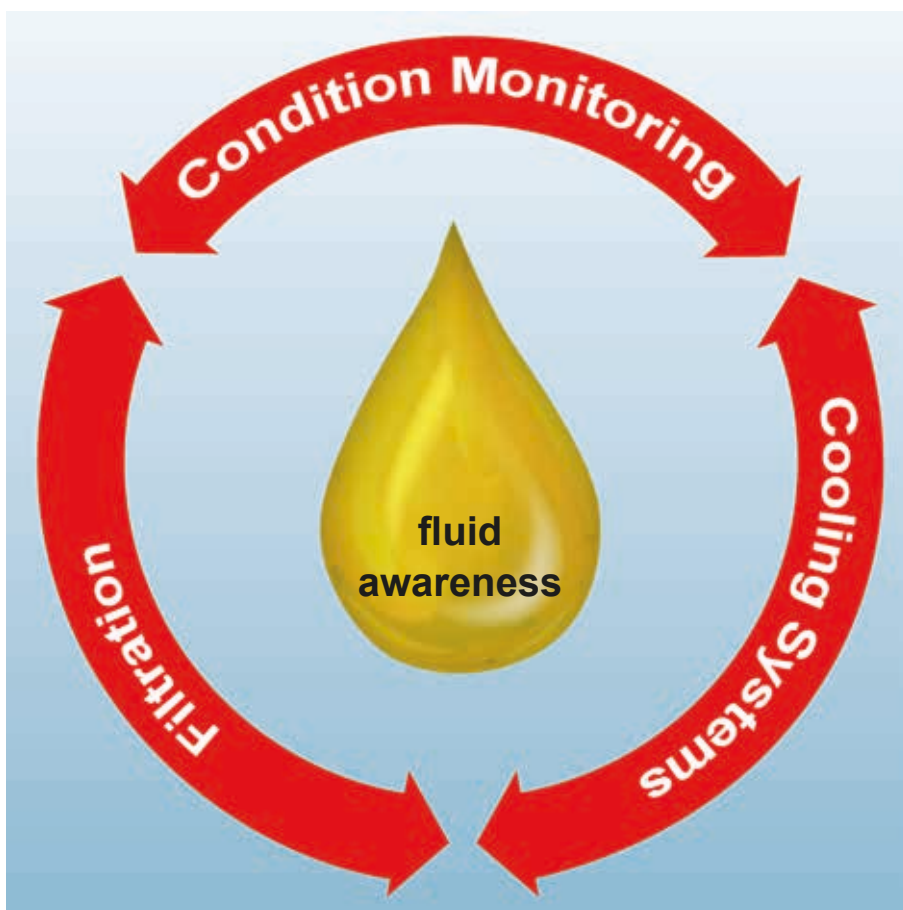 Condition Monitoring
fluid
awareness
Filtration
Cooling Systems